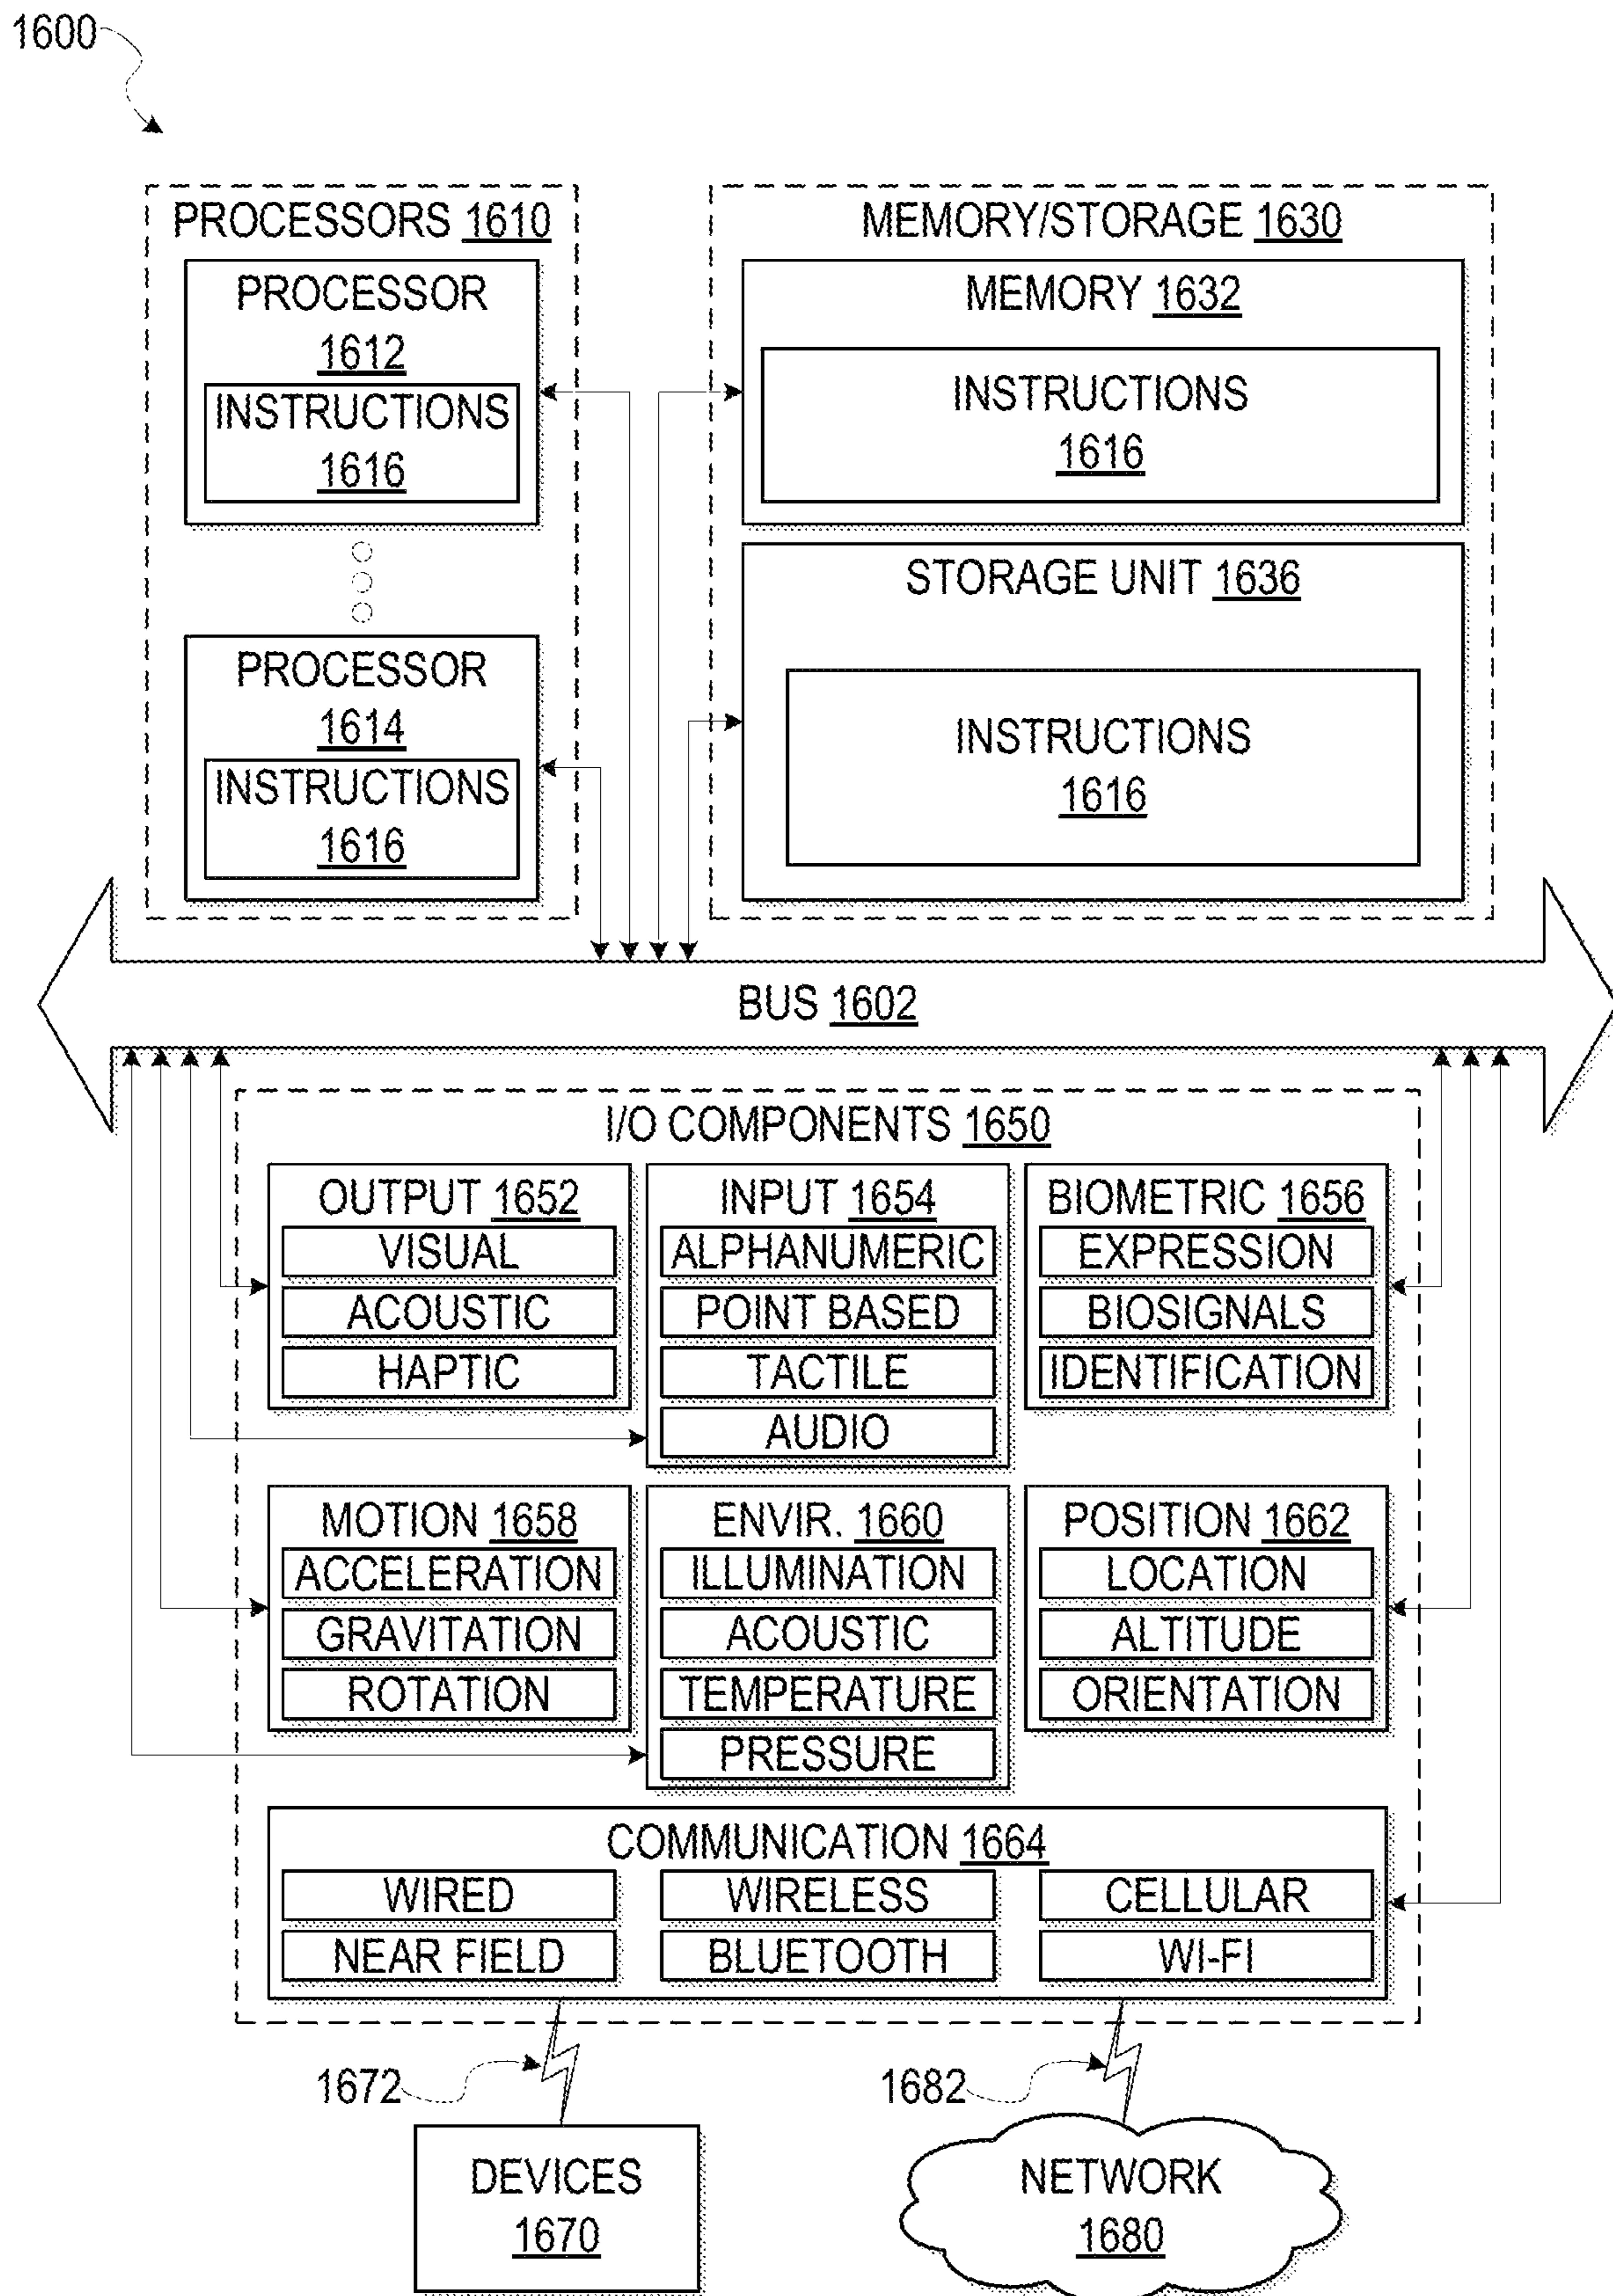 1600
PROCESSORS 1610
PROCESSOR
1612
INSTRUCTIONS
1616
PROCESSOR
1614
INSTRUCTIONS
1616
MEMORY/STORAGE 1630
MEMORY 1632
INSTRUCTIONS
1616
STORAGE UNIT 1636
INSTRUCTIONS
1616
BUS 1602
I/O COMPONENTS 1650
OUTPUT 1652
VISUAL
ACOUSTIC
HAPTIC
INPUT 1654
ALPHANUMERIC
POINT BASED
TACTILE
AUDIO
BIOMETRIC 1656
EXPRESSION
BIOSIGNALS
IDENTIFICATION
MOTION 1658
ACCELERATION
GRAVITATION
ROTATION
ENVIR. 1660
ILLUMINATION
ACOUSTIC
TEMPERATURE
PRESSURE
POSITION 1662
LOCATION
ALTITUDE
ORIENTATION
COMMUNICATION 1664
WIRED
WIRELESS
CELLULAR
NEAR FIELD
BLUETOOTH
WI-FI
1672
1682
DEVICES
1670
NETWORK
1680